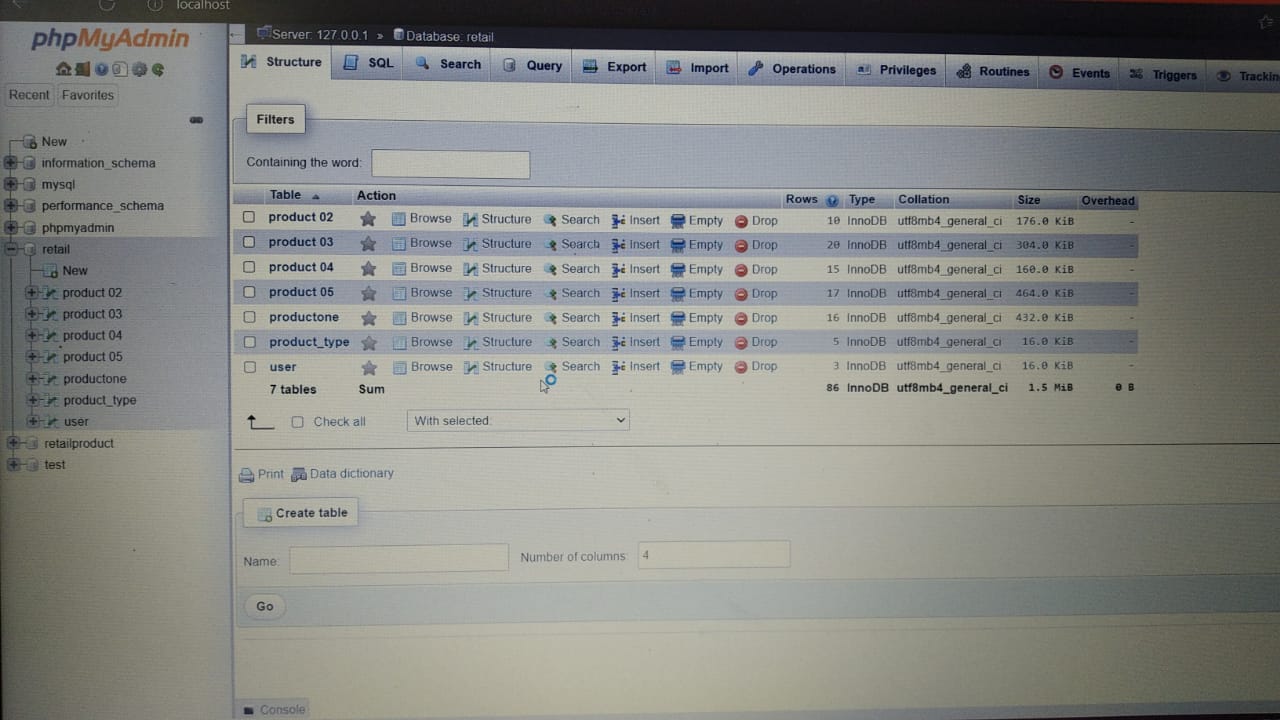 localhost
phpMyAdmin
Recent Favorites
New
information_schema
mysql
performance_schema
phpmyadmin
retail
New
product 02
product 03
product 04
product 05
productone
product_type
user
retailproduct
test
Server: 127.0.0.1 » Database: retail
Structure SQL Search Query Export Import Operations Privileges Routines Events Triggers Trackin
Filters
Containing the word:
Table Action Rows Type Collation Size Overhead
product 02 Browse Structure Search Insert Empty Drop 10 InnoDB utf8mb4_general_ci 176.0 KiB -
product 03 Browse Structure Search Insert Empty Drop 20 InnoDB utf8mb4_general_ci 304.0 KiB -
product 04 Browse Structure Search Insert Empty Drop 15 InnoDB utf8mb4_general_ci 160.0 KiB -
product 05 Browse Structure Search Insert Empty Drop 17 InnoDB utf8mb4_general_ci 464.0 KiB -
productone Browse Structure Search Insert Empty Drop 16 InnoDB utf8mb4_general_ci 432.0 KiB -
product_type Browse Structure Search Insert Empty Drop 5 InnoDB utf8mb4_general_ci 16.0 KiB -
user Browse Structure Search Insert Empty Drop 3 InnoDB utf8mb4_general_ci 16.0 KiB -
7 tables Sum 86 InnoDB utf8mb4_general_ci 1.5 MiB 0 B
Check all With selected:
Print Data dictionary
Create table
Name: Number of columns: 4
Go
Console